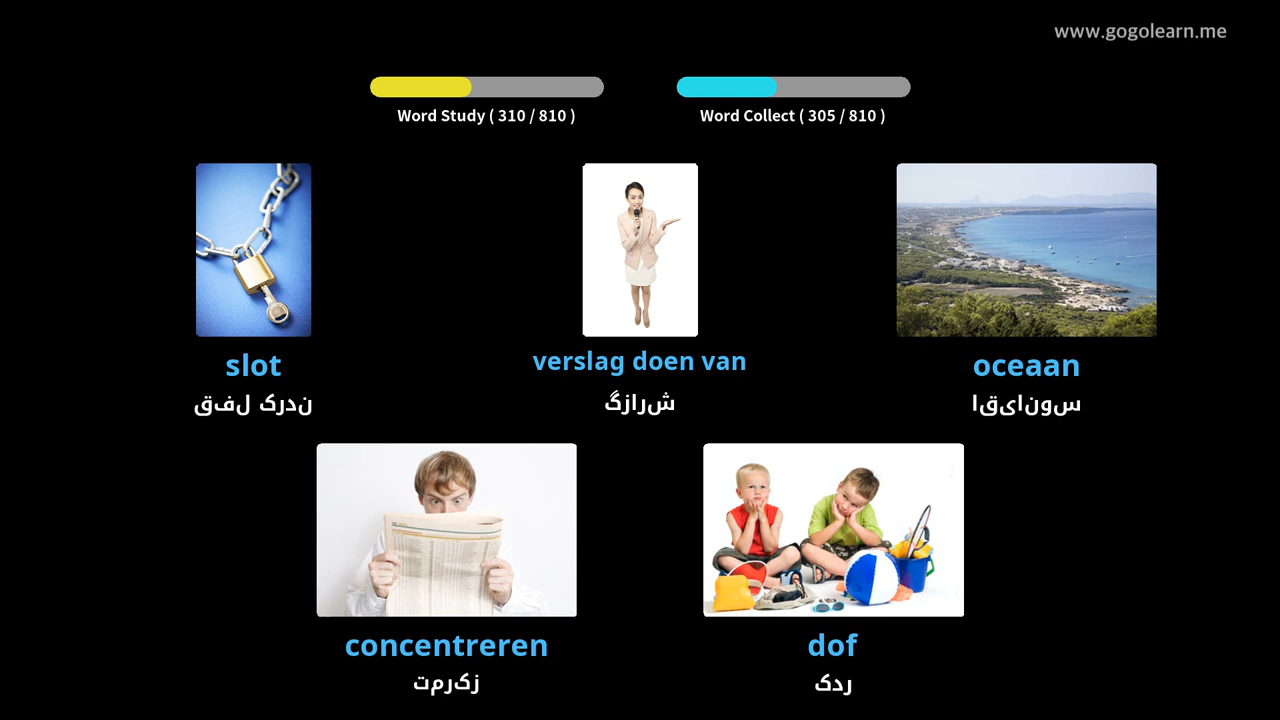 www.gogolearn.me
Word Study ( 310 / 810 )
Word Collect ( 305 / 810 )
slot
قفل کردن
verslag doen van
گزارش
oceaan
اقیانوس
concentreren
تمرکز
dof
کدر